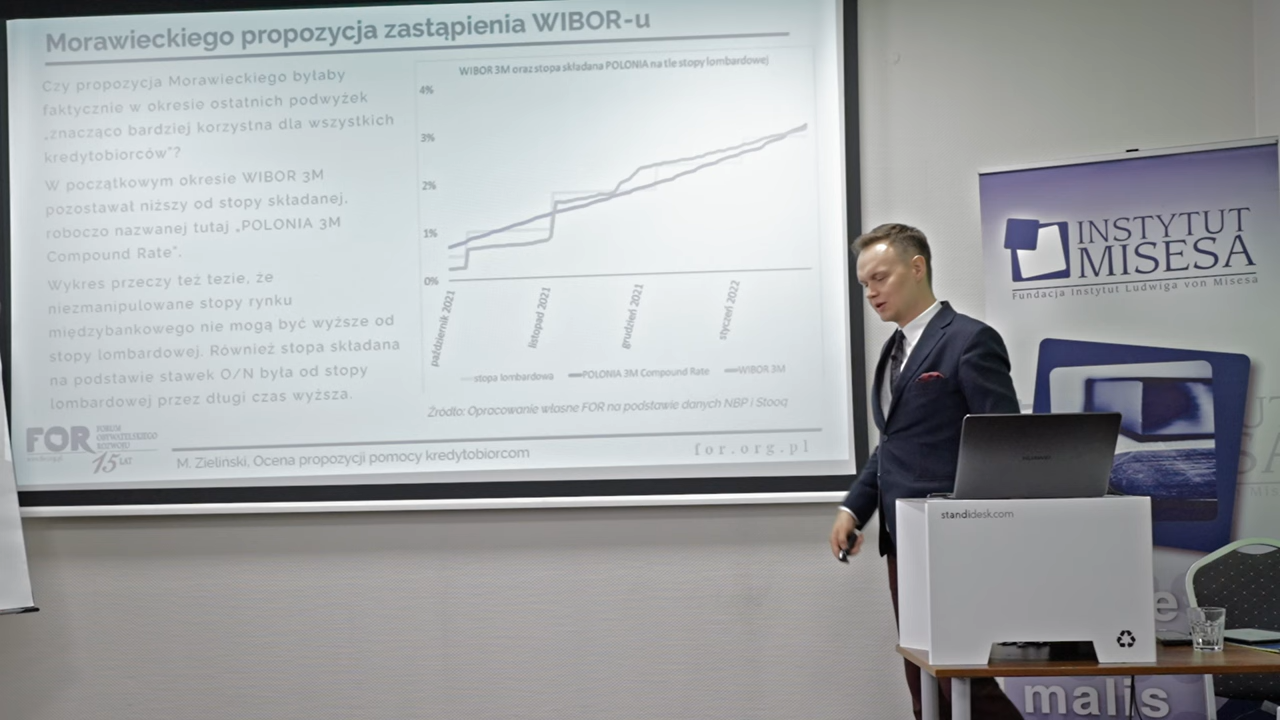 Morawieckiego propozycja zastąpienia WIBOR-u
Czy propozycja Morawieckiego byłaby
faktycznie w okresie ostatnich podwyżek
„znacząco bardziej korzystna dla wszystkich
kredytobiorców”?
W początkowym okresie WIBOR 3M
pozostawał niższy od stopy składanej,
roboczo nazwanej tutaj „POLONIA 3M
Compound Rate”.
Wykres przeczy też tezie, że
niezmanipulowane stopy rynku
międzybankowego nie mogą być wyższe od
stopy lombardowej. Również stopa składana
na podstawie stawek O/N była od stopy
lombardowej przez długi czas wyższa.
WIBOR 3M oraz stopa składana POLONIA na tle stopy lombardowej
4%
3%
2%
1%
0%
październik 2021
listopad 2021
grudzień 2021
styczeń 2022
stopa lombardowa
POLONIA 3M Compound Rate
WIBOR 3M
Źródło: Opracowanie własne FOR na podstawie danych NBP i Stooq
FOR
FORUM
OBYWATELSKIEGO
ROZWOJU
15 LAT
M. Zieliński, Ocena propozycji pomocy kredytobiorcom
for.org.pl
INSTYTUT
MISESA
Fundacja Instytut Ludwiga von Misesa
standidesk.com
malis